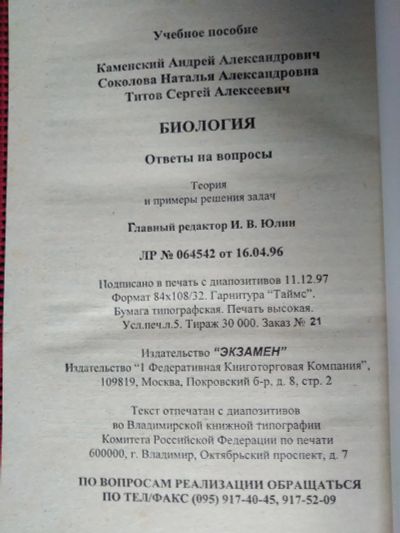 Учебное пособие
Каменский Андрей Александрович
Соколова Наталья Александровна
Титов Сергей Алексеевич
БИОЛОГИЯ
Ответы на вопросы
Теория
и примеры решения задач
Главный редактор И. В. Юлин
ЛР № 064542 от 16.04.96
Подписано в печать с диапозитивов 11.12.97
Формат 84х108/32. Гарнитура "Таймс".
Бумага типографская. Печать высокая.
Усл.печ.л.5. Тираж 30 000. Заказ № 21
Издательство "ЭКЗАМЕН"
Издательство "1 Федеративная Книготорговая Компания",
109819, Москва, Покровский б-р, д. 8, стр. 2
Текст отпечатан с диапозитивов
во Владимирской книжной типографии
Комитета Российской Федерации по печати
600000, г. Владимир, Октябрьский проспект, д. 7
ПО ВОПРОСАМ РЕАЛИЗАЦИИ ОБРАЩАТЬСЯ
ПО ТЕЛ/ФАКС (095) 917-40-45, 917-52-09